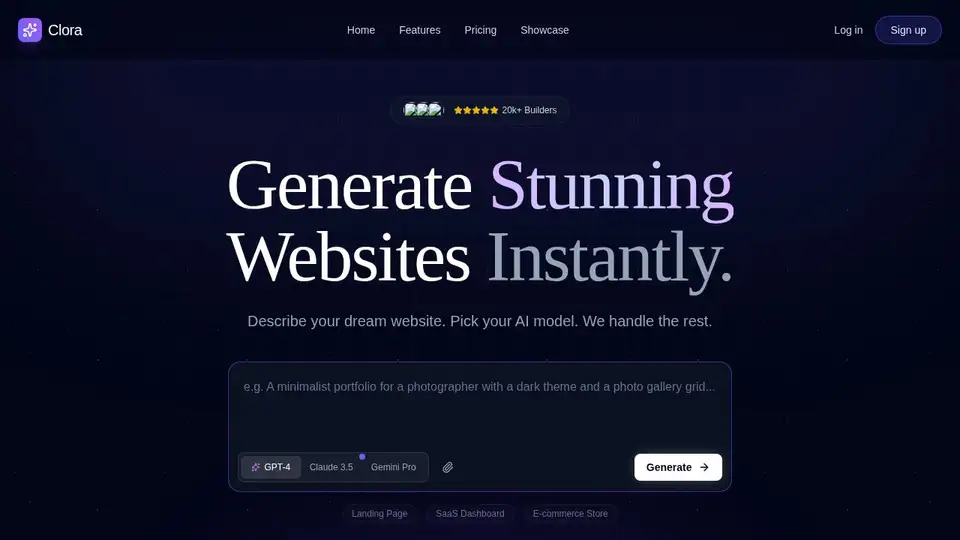 Clora
Home Features Pricing Showcase
Log in Sign up
20k+ Builders
Generate Stunning
Websites Instantly.
Describe your dream website. Pick your AI model. We handle the rest.
e.g. A minimalist portfolio for a photographer with a dark theme and a photo gallery grid...
GPT-4 Claude 3.5 Gemini Pro Generate
Landing Page SaaS Dashboard E-commerce Store